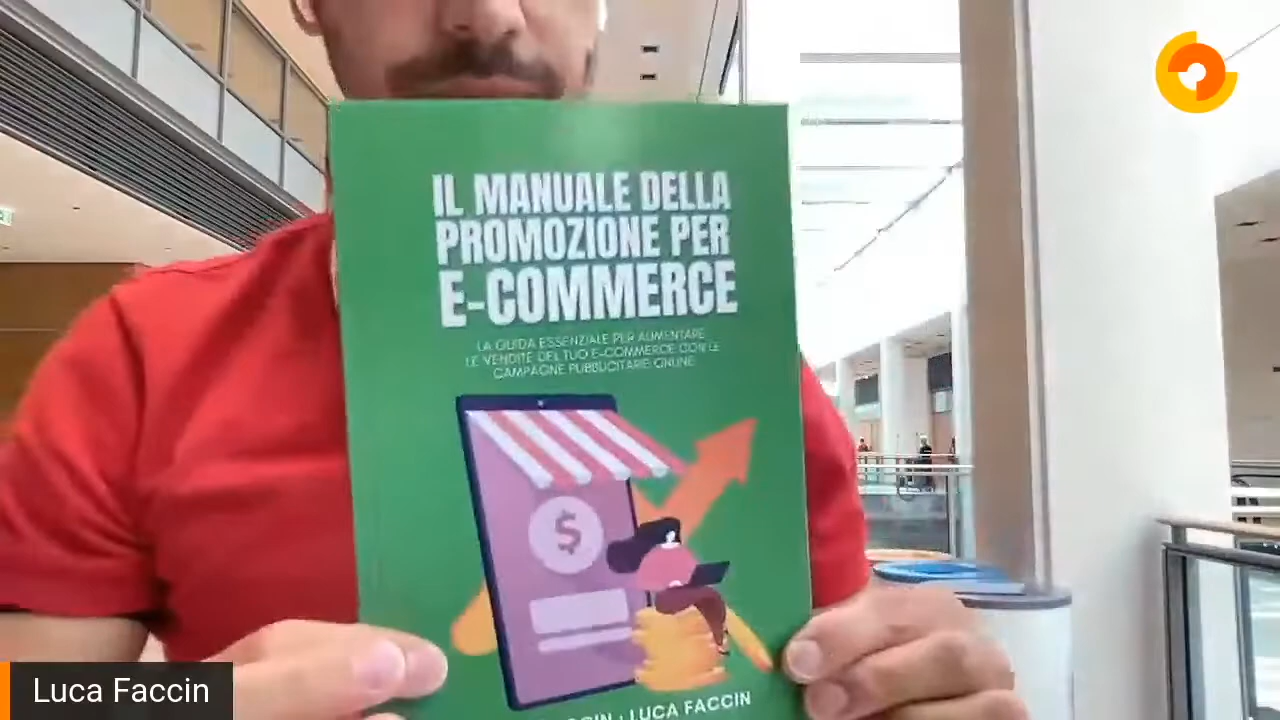 IL MANUALE DELLA
PROMOZIONE PER
E-COMMERCE
LA GUIDA ESSENZIALE PER AUMENTARE
LE VENDITE DEL TUO E-COMMERCE CON LE
CAMPAGNE PUBBLICITARIE ONLINE
$
LUCA FACCIN
Luca Faccin